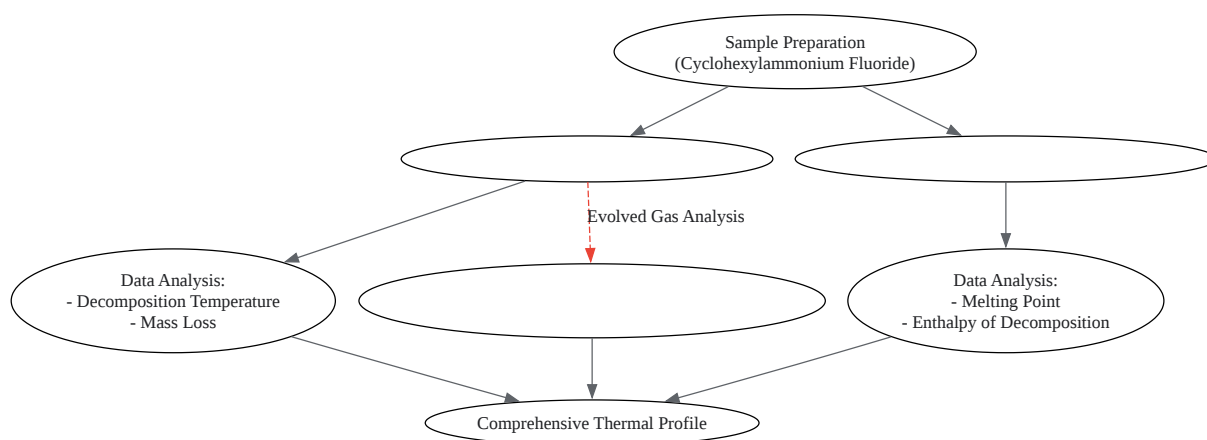 Sample Preparation
(Cyclohexylammonium Fluoride)
Evolved Gas Analysis
Data Analysis:
- Decomposition Temperature
- Mass Loss
Data Analysis:
- Melting Point
- Enthalpy of Decomposition
Comprehensive Thermal Profile